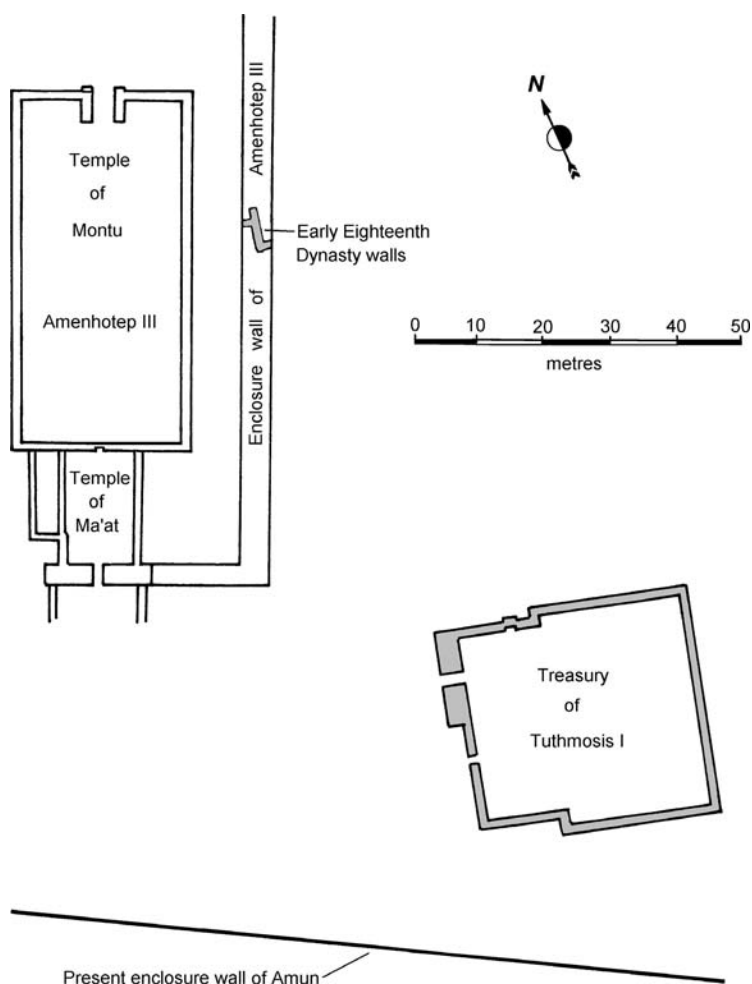 Temple
of
Montu
Amenhotep III
Temple
of
Ma'at
Enclosure wall of
Amenhotep III
Early Eighteenth
Dynasty walls
N
0 10 20 30 40 50
metres
Treasury
of
Tuthmosis I
Present enclosure wall of Amun